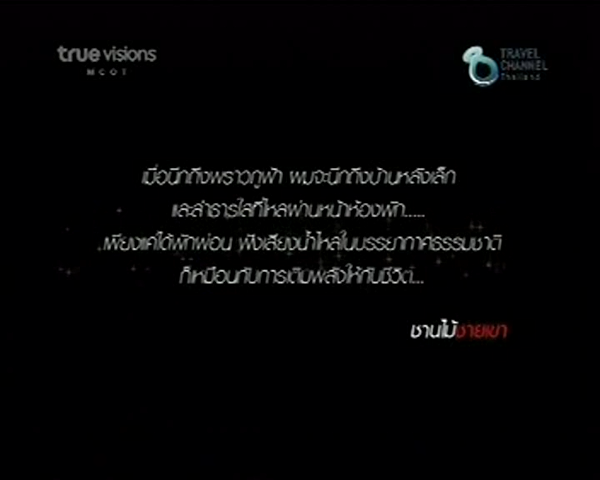 true visions
MCOT
TRAVEL
CHANNEL
Thailand
เมื่อนึกถึงพราวภูฟ้า ผมจะนึกถึงบ้านหลังเล็ก
และลำธารใสที่ไหลผ่านหน้าห้องพัก.....
เพียงแค่ได้พักผ่อน ฟังเสียงน้ำไหลในบรรยากาศธรรมชาติ
ก็เหมือนกับการเติมพลังให้กับชีวิต...
ชานไม้ชายเขา